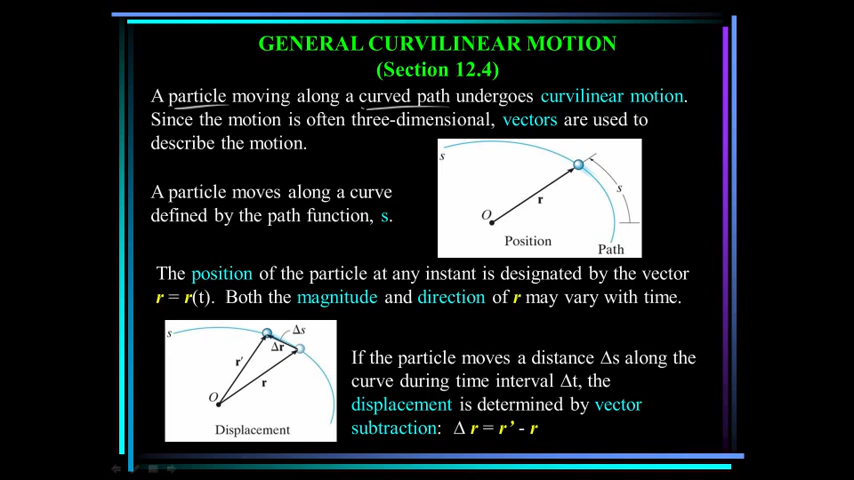 GENERAL CURVILINEAR MOTION
(Section 12.4)
A particle moving along a curved path undergoes curvilinear motion.
Since the motion is often three-dimensional, vectors are used to
describe the motion.
s
s
r
O
Position
Path
A particle moves along a curve
defined by the path function, s.
The position of the particle at any instant is designated by the vector
r = r(t). Both the magnitude and direction of r may vary with time.
s
Δs
Δr
r'
r
O
Displacement
If the particle moves a distance Δs along the
curve during time interval Δt, the
displacement is determined by vector
subtraction: Δ r = r’ - r